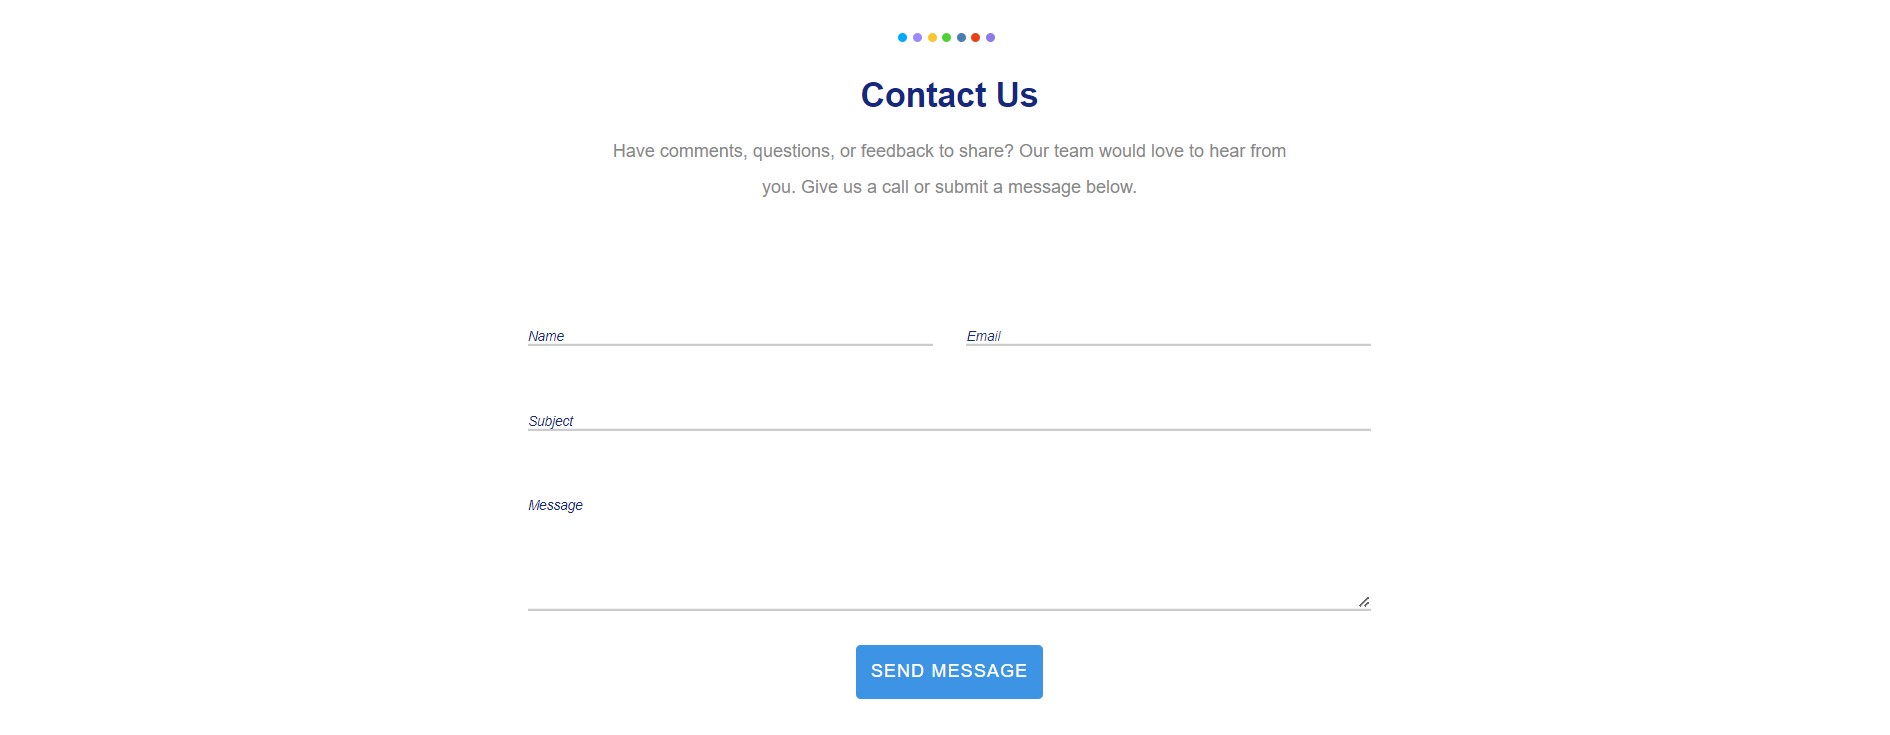 Contact Us
Have comments, questions, or feedback to share? Our team would love to hear from
you. Give us a call or submit a message below.
Name
Email
Subject
Message
SEND MESSAGE